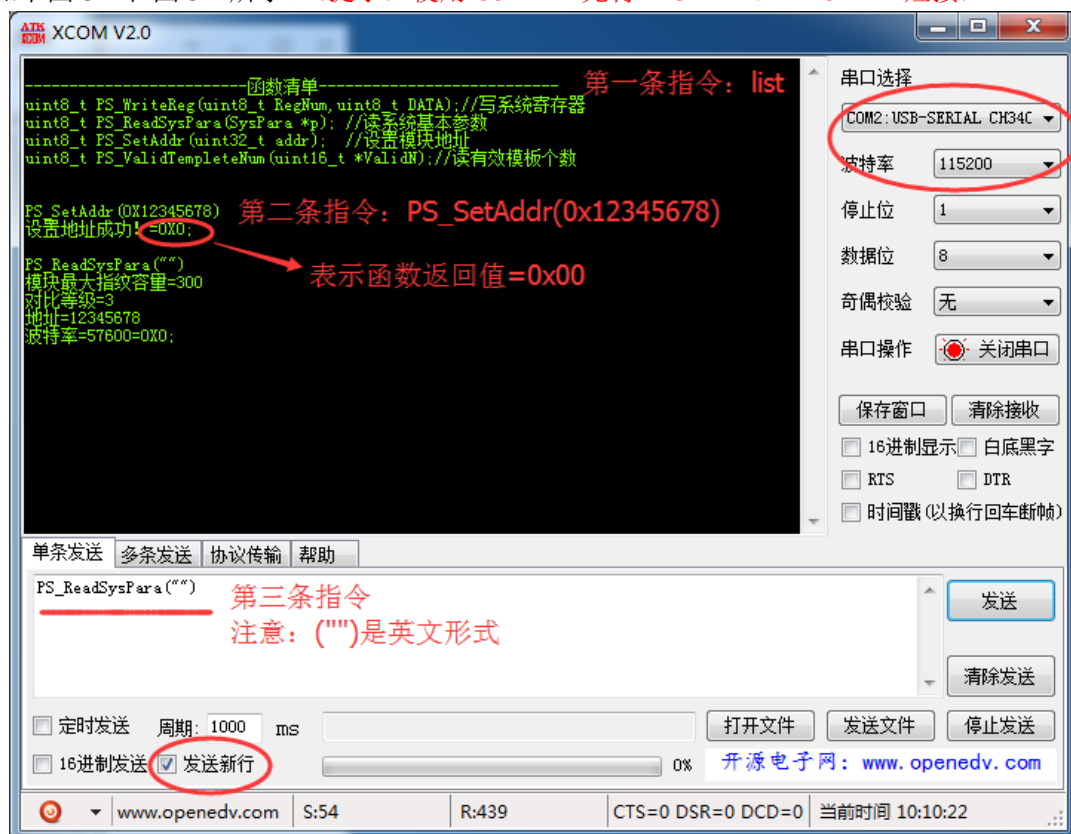 XCOM V2.0
函数清单 第一条指令：list
uint8_t PS_WriteReg(uint8_t RegNum,uint8_t DATA);//写系统寄存器
uint8_t PS_ReadSysPara(SysPara *p); //读系统基本参数
uint8_t PS_SetAddr(uint32_t addr); //设置模块地址
uint8_t PS_ValidTempleteNum(uint16_t *ValidN);//读有效模板个数
PS_SetAddr(0X12345678) 第二条指令：PS_SetAddr(0x12345678)
设置地址成功！=0X0;
表示函数返回值=0x00
PS_ReadSysPara("")
模块最大指纹容量=300
对比等级=3
地址=12345678
波特率=57600=0X0;
串口选择
COM2:USB-SERIAL CH34
波特率 115200
停止位 1
数据位 8
奇偶校验 无
串口操作 关闭串口
保存窗口 清除接收
16进制显示 白底黑字
RTS DTR
时间戳(以换行回车断帧)
单条发送 多条发送 协议传输 帮助
PS_ReadSysPara("")
第三条指令
注意：("")是英文形式
发送
清除发送
定时发送 周期: 1000 ms 打开文件 发送文件 停止发送
16进制发送 发送新行 0% 开源电子网：www.openedv.com
www.openedv.com S:54 R:439 CTS=0 DSR=0 DCD=0 当前时间 10:10:22